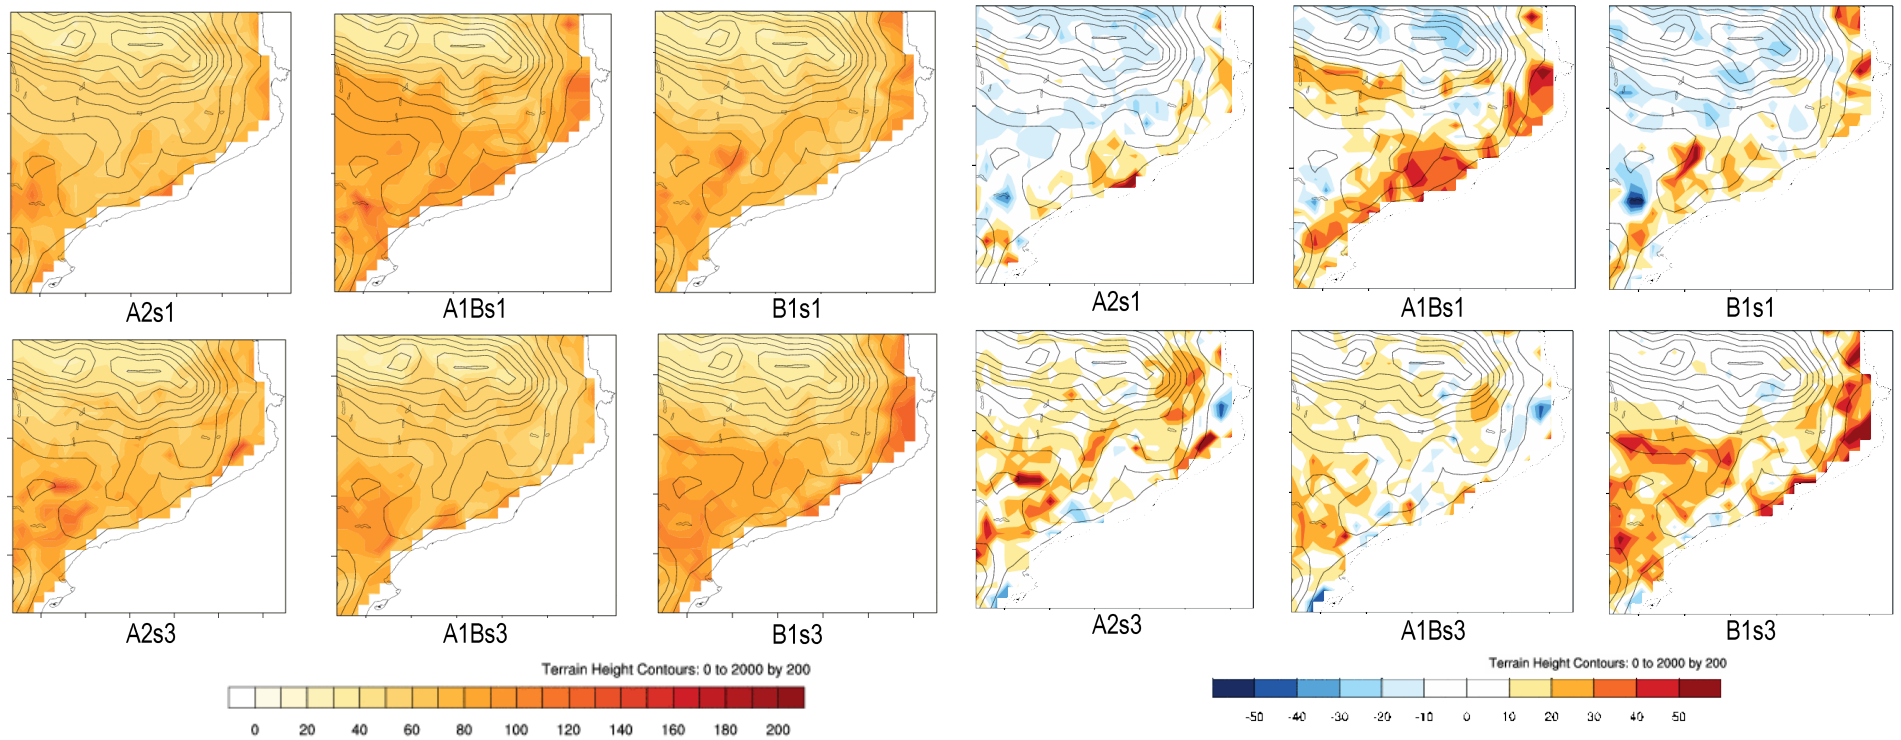 A2s1 A1Bs1 B1s1 A2s1 A1Bs1 B1s1
A2s3 A1Bs3 B1s3 A2s3 A1Bs3 B1s3
Terrain Height Contours: 0 to 2000 by 200
0 20 40 60 80 100 120 140 160 180 200
Terrain Height Contours: 0 to 2000 by 200
-50 -40 -30 -20 -10 0 10 20 30 40 50